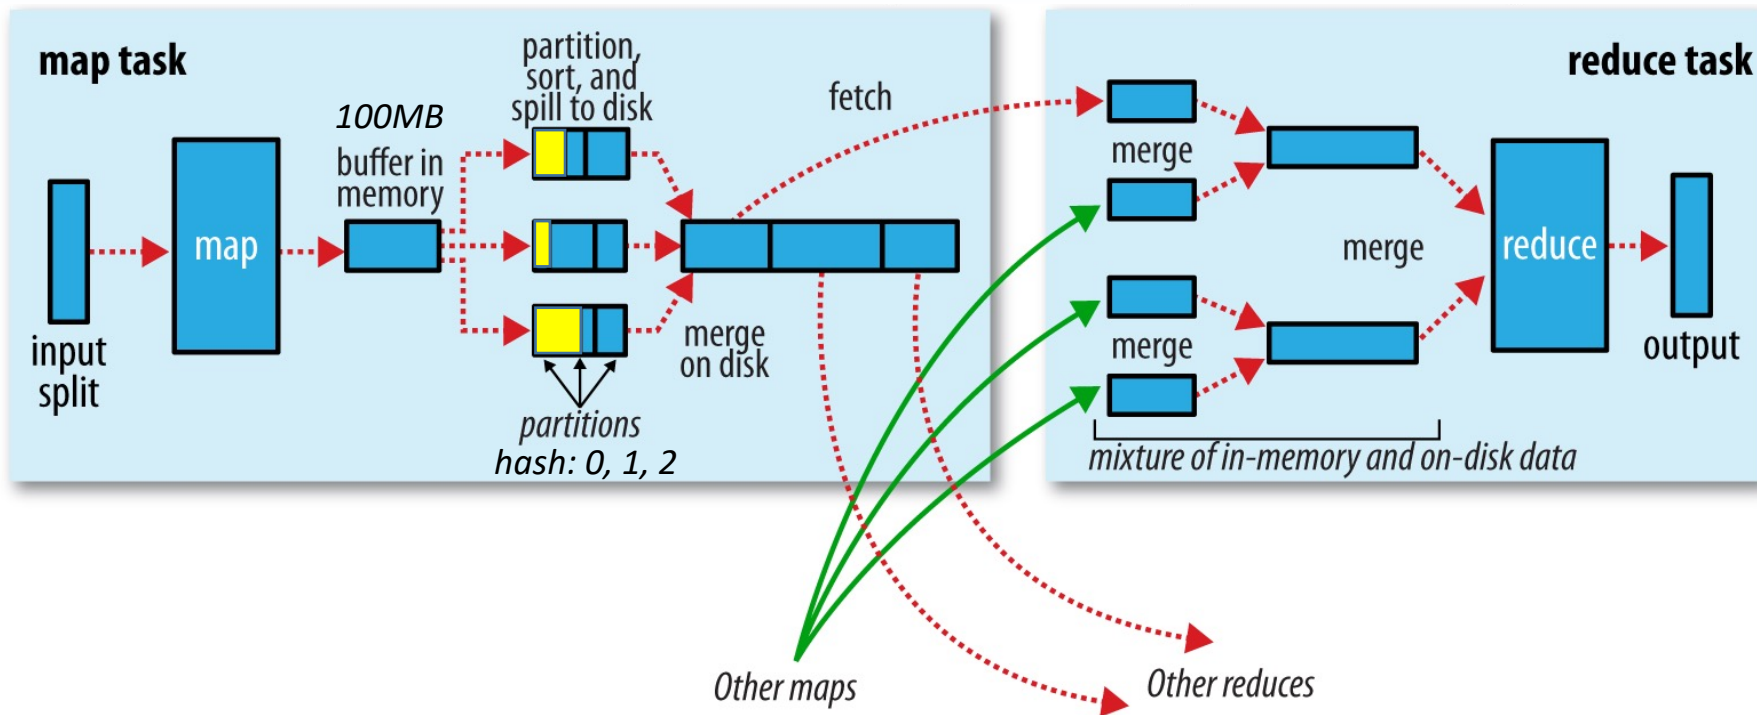 map task
partition,
sort, and
spill to disk
100MB
buffer in
memory
input
split
map
merge
on disk
partitions
hash: 0, 1, 2
fetch
reduce task
merge
merge
merge
reduce
output
mixture of in-memory and on-disk data
Other maps
Other reduces